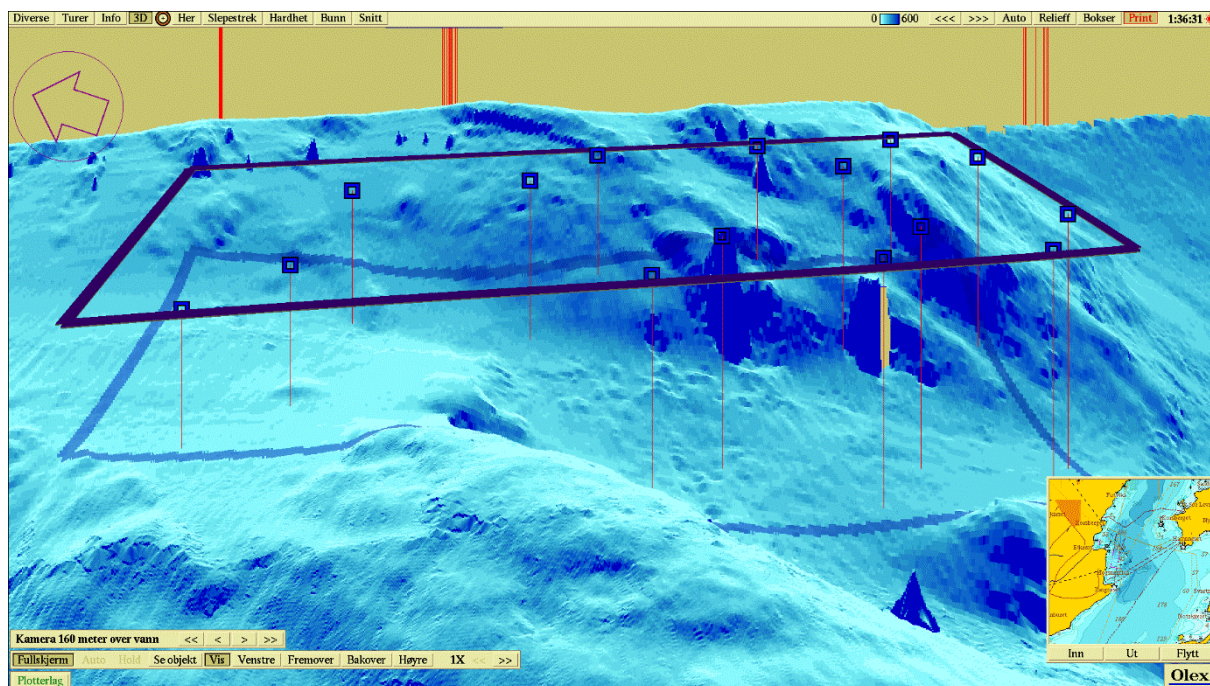 Diverse Turer Info 3D Her Slepestrek Hardhet Bunn Snitt 0 600 <<< >>> Auto Relieff Bokser Print 1:36:31
Kamera 160 meter over vann << < > >>
Fullskjerm Auto Hold Se objekt Vis Venstre Fremover Bakover Høyre 1X << >>
Plotterlag
Inn Ut Flytt
Olex